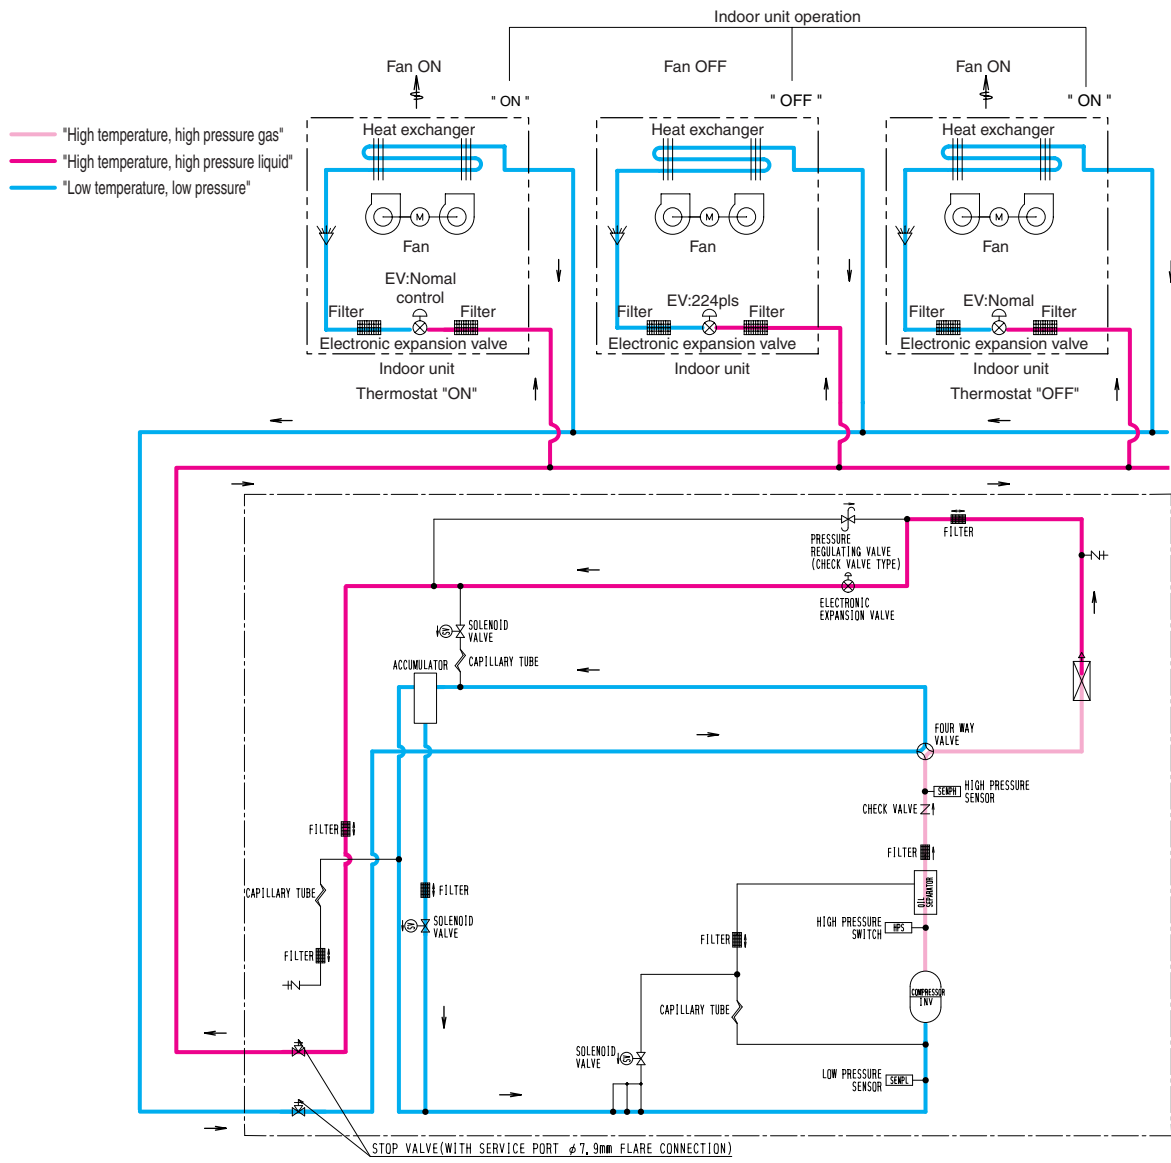 Indoor unit operation
Fan ON
Fan OFF
Fan ON
" ON "
" OFF "
" ON "
"High temperature, high pressure gas"
"High temperature, high pressure liquid"
"Low temperature, low pressure"
Heat exchanger
Heat exchanger
Heat exchanger
M
M
M
Fan
Fan
Fan
EV:Nomal
control
EV:224pls
EV:Nomal
Filter
Filter
Filter
Filter
Filter
Filter
Electronic expansion valve
Electronic expansion valve
Electronic expansion valve
Indoor unit
Indoor unit
Indoor unit
Thermostat "ON"
Thermostat "OFF"
PRESSURE
REGULATING VALVE
(CHECK VALVE TYPE)
FILTER
ELECTRONIC
EXPANSION VALVE
SV
SOLENOID
VALVE
CAPILLARY TUBE
ACCUMULATOR
FOUR WAY
VALVE
SENPH
HIGH PRESSURE
SENSOR
CHECK VALVE
FILTER
FILTER
CAPILLARY TUBE
FILTER
SV
SOLENOID
VALVE
OIL
SEPARATOR
HIGH PRESSURE
SWITCH
HPS
FILTER
FILTER
COMPRESSOR
INV
CAPILLARY TUBE
SOLENOID
VALVE
SV
LOW PRESSURE
SENSOR
SENPL
STOP VALVE(WITH SERVICE PORT φ7.9mm FLARE CONNECTION)